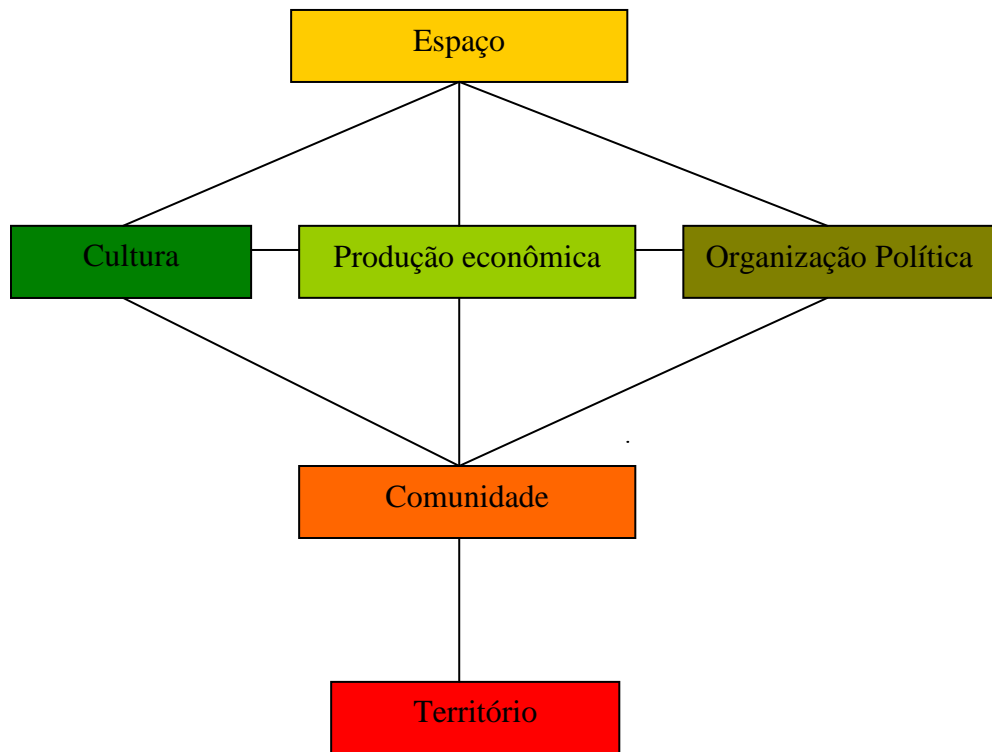 Espaço
Cultura
Produção econômica
Organização Política
Comunidade
Território